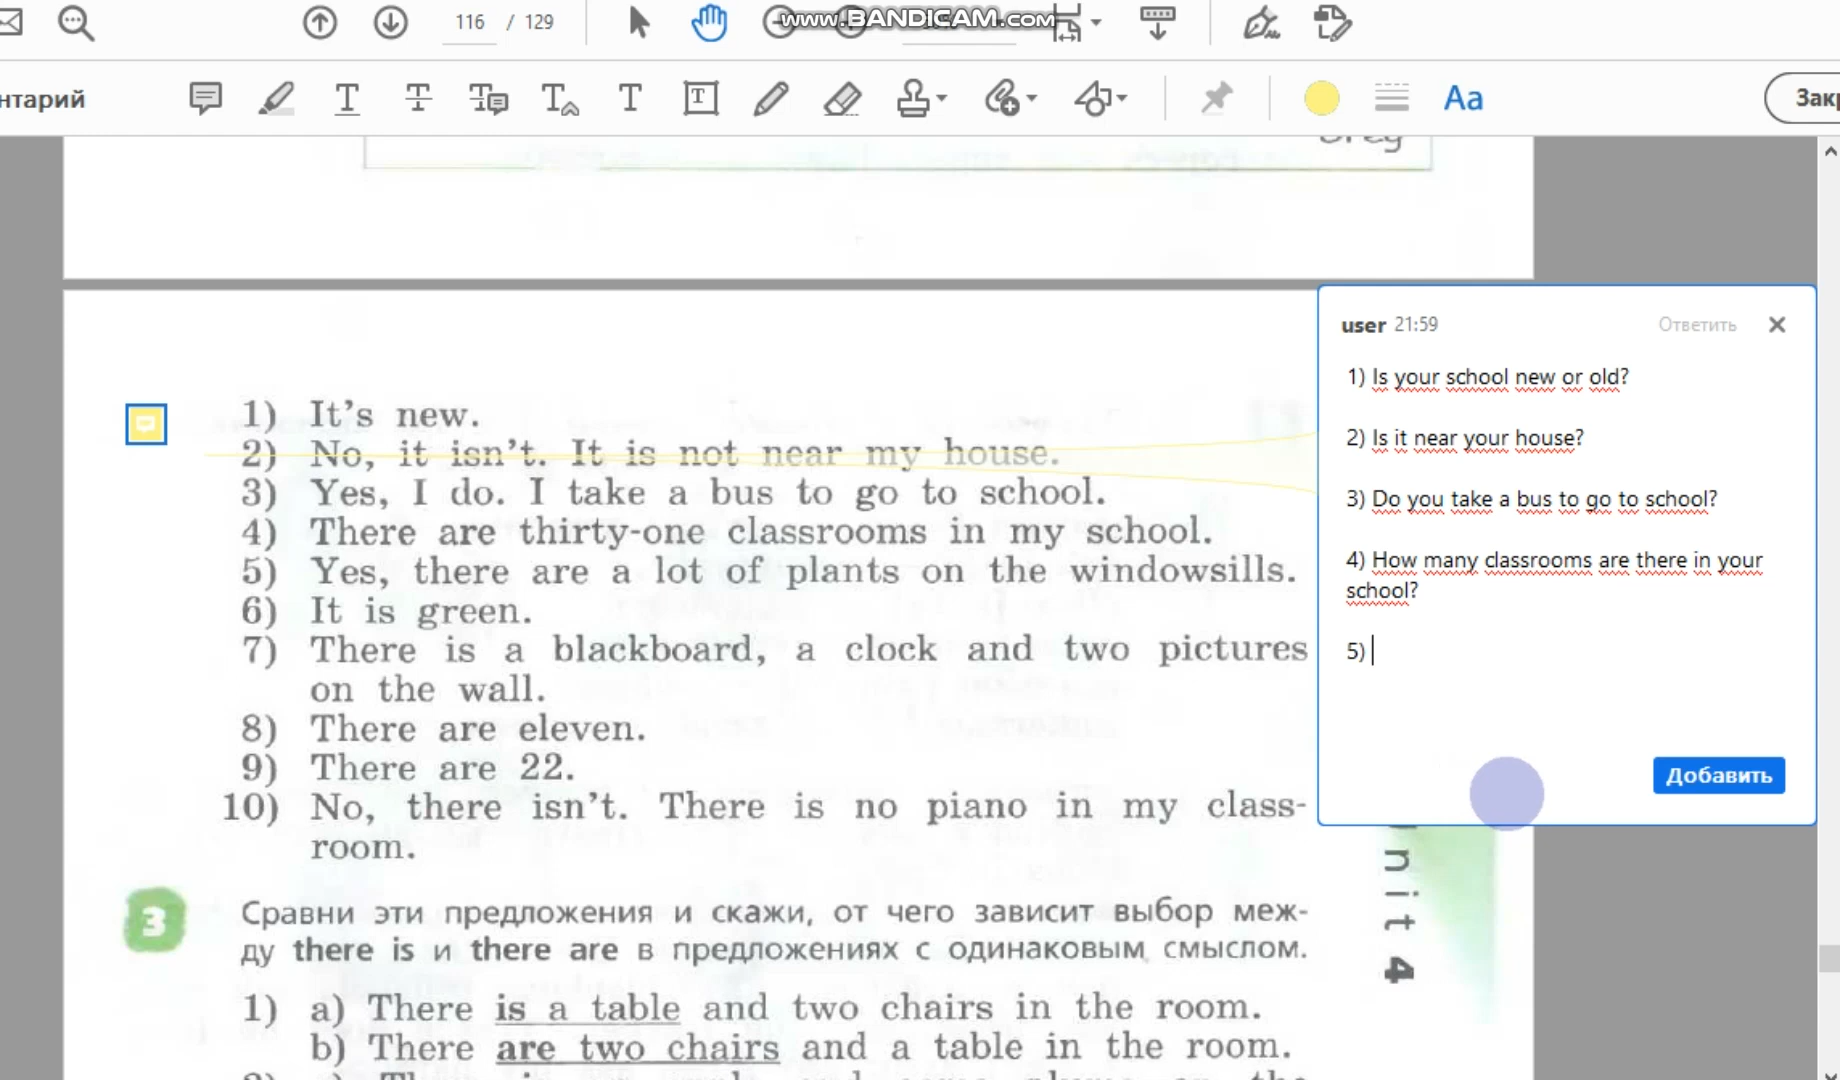 116 / 129
www.BANDICAM.com
нтарий
Aa
Зак
1) It's new.
2) No, it isn't. It is not near my house.
3) Yes, I do. I take a bus to go to school.
4) There are thirty-one classrooms in my school.
5) Yes, there are a lot of plants on the windowsills.
6) It is green.
7) There is a blackboard, a clock and two pictures
on the wall.
8) There are eleven.
9) There are 22.
10) No, there isn't. There is no piano in my class-
room.
user 21:59 Ответить
1) Is your school new or old?
2) Is it near your house?
3) Do you take a bus to go to school?
4) How many classrooms are there in your
school?
5)
Добавить
nit 4
3 Сравни эти предложения и скажи, от чего зависит выбор меж-
ду there is и there are в предложениях с одинаковым смыслом.
1) a) There is a table and two chairs in the room.
b) There are two chairs and a table in the room.